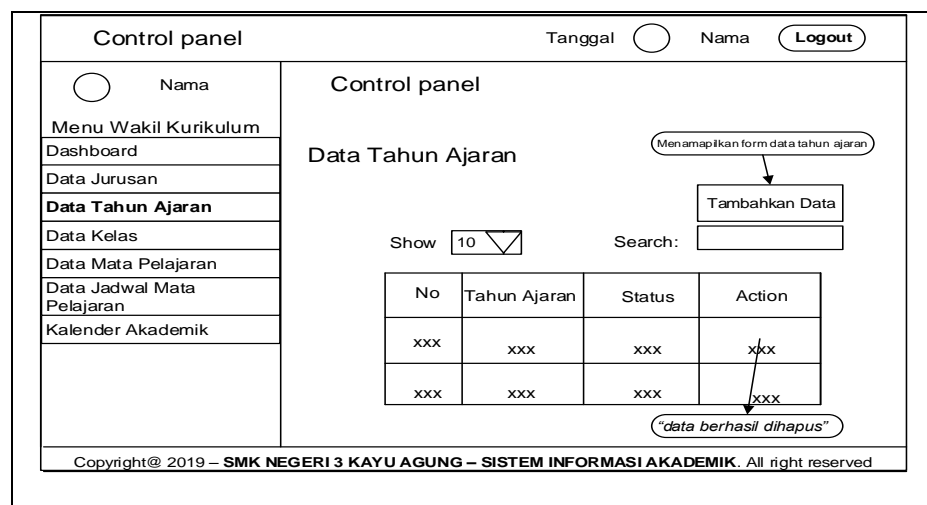 Control panel Tanggal Nama Logout
Nama
Menu Wakil Kurikulum
Dashboard
Data Jurusan
Data Tahun Ajaran
Data Kelas
Data Mata Pelajaran
Data Jadwal Mata
Pelajaran
Kalender Akademik
Control panel
Data Tahun Ajaran
Menamapilkan form data tahun ajaran
Tambahkan Data
Show 10 Search:
No Tahun Ajaran Status Action
xxx xxx xxx xxx
xxx xxx xxx xxx
“data berhasil dihapus”
Copyright@ 2019 – SMK NEGERI 3 KAYU AGUNG – SISTEM INFORMASI AKADEMIK. All right reserved